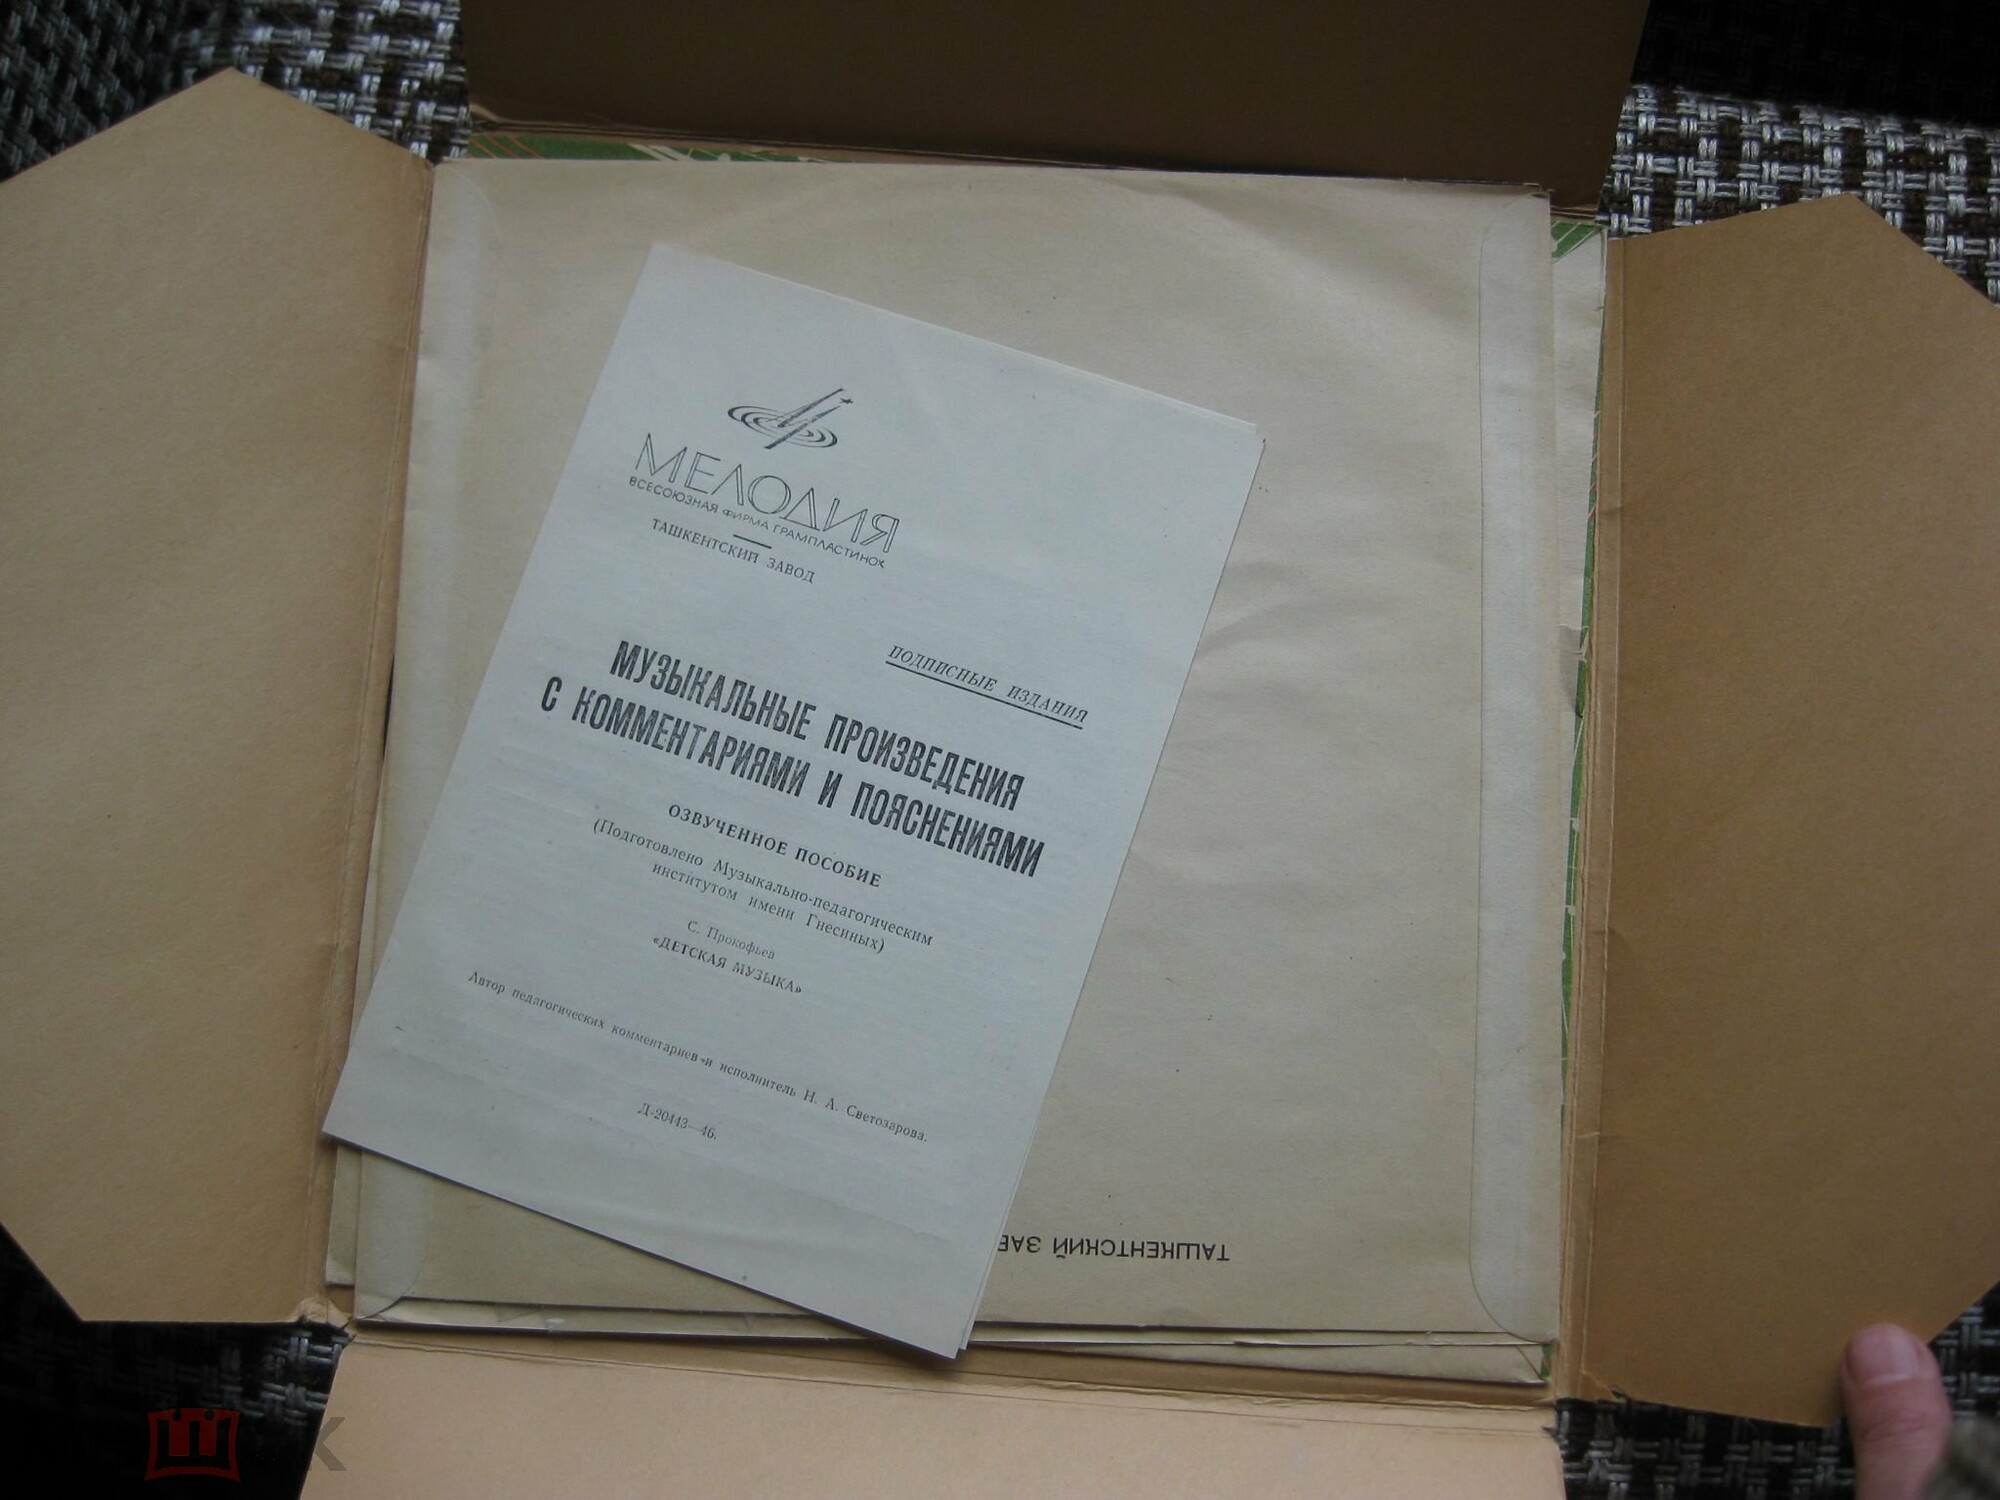 МЕЛОДИЯ
ВСЕСОЮЗНАЯ ФИРМА ГРАМПЛАСТИНОК
ТАШКЕНТСКИЙ ЗАВОД
ПОДПИСНЫЕ ИЗДАНИЯ
МУЗЫКАЛЬНЫЕ ПРОИЗВЕДЕНИЯ
С КОММЕНТАРИЯМИ И ПОЯСНЕНИЯМИ
ОЗВУЧЕННОЕ ПОСОБИЕ
(Подготовлено Музыкально-педагогическим
институтом имени Гнесиных)
С. Прокофьев
«ДЕТСКАЯ МУЗЫКА»
Автор педагогических комментариев и исполнитель Н. А. Светозарова.
Д-20443—46.
ТАШКЕНТСКИЙ ЗАВ